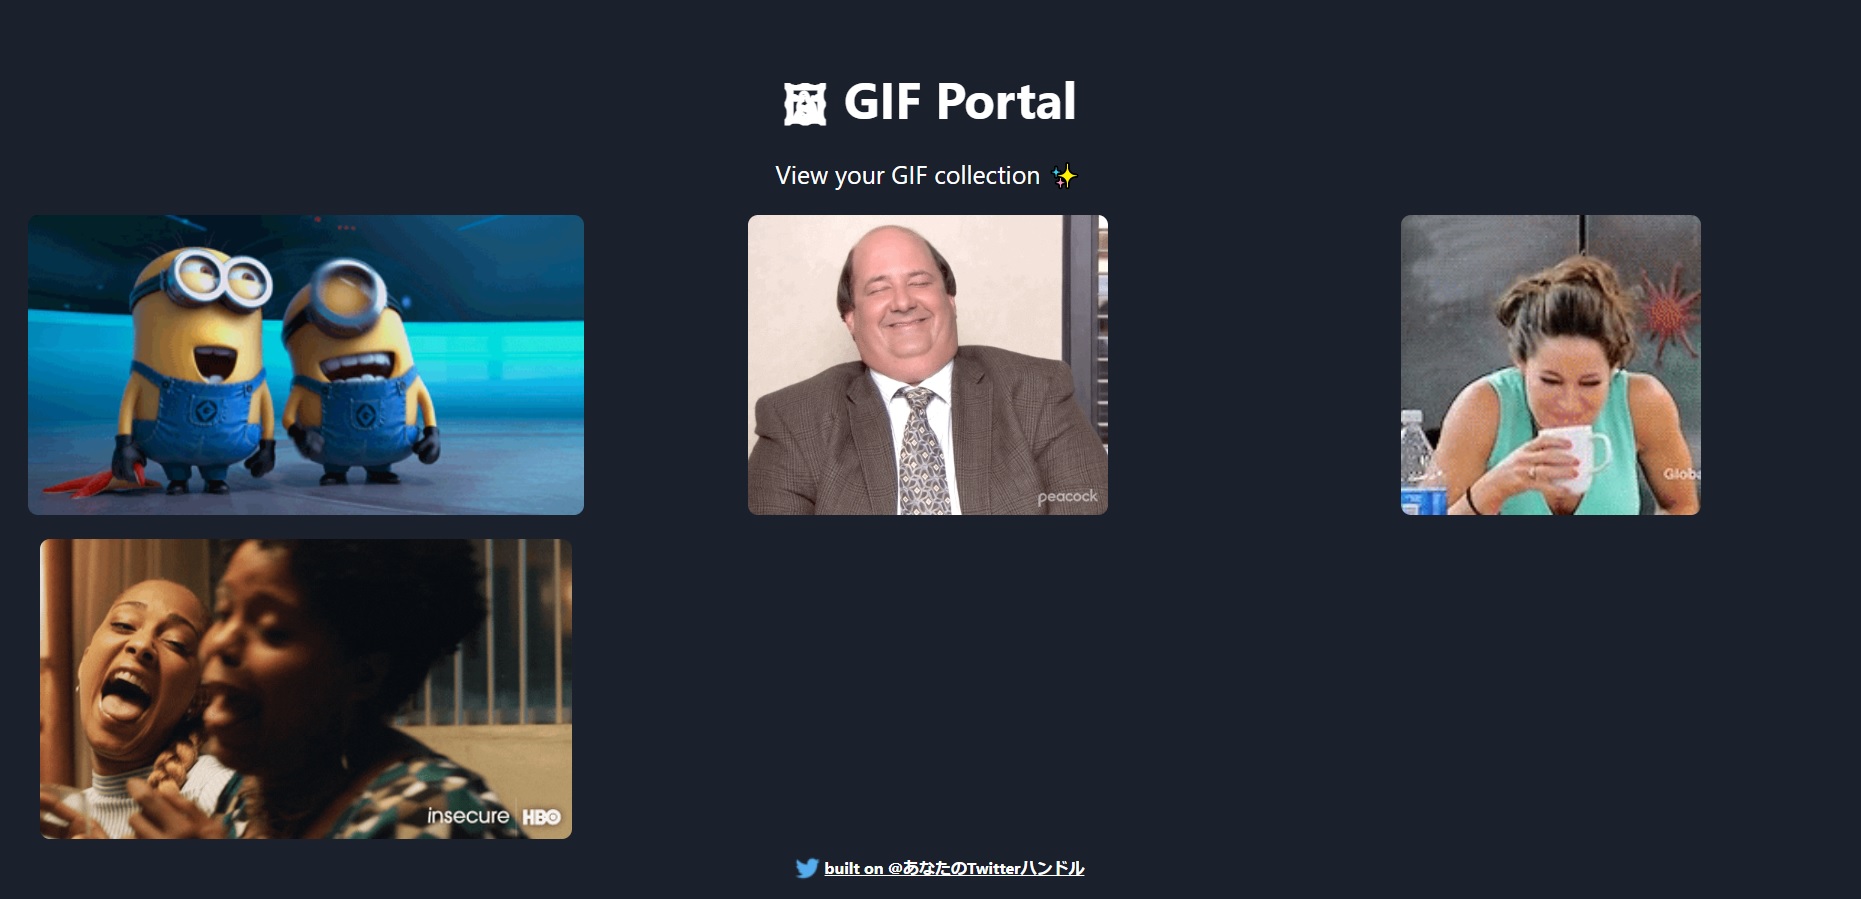 🖼 GIF Portal
View your GIF collection ✨
peacock
Globa
insecure | HBO
built on @あなたのTwitterハンドル